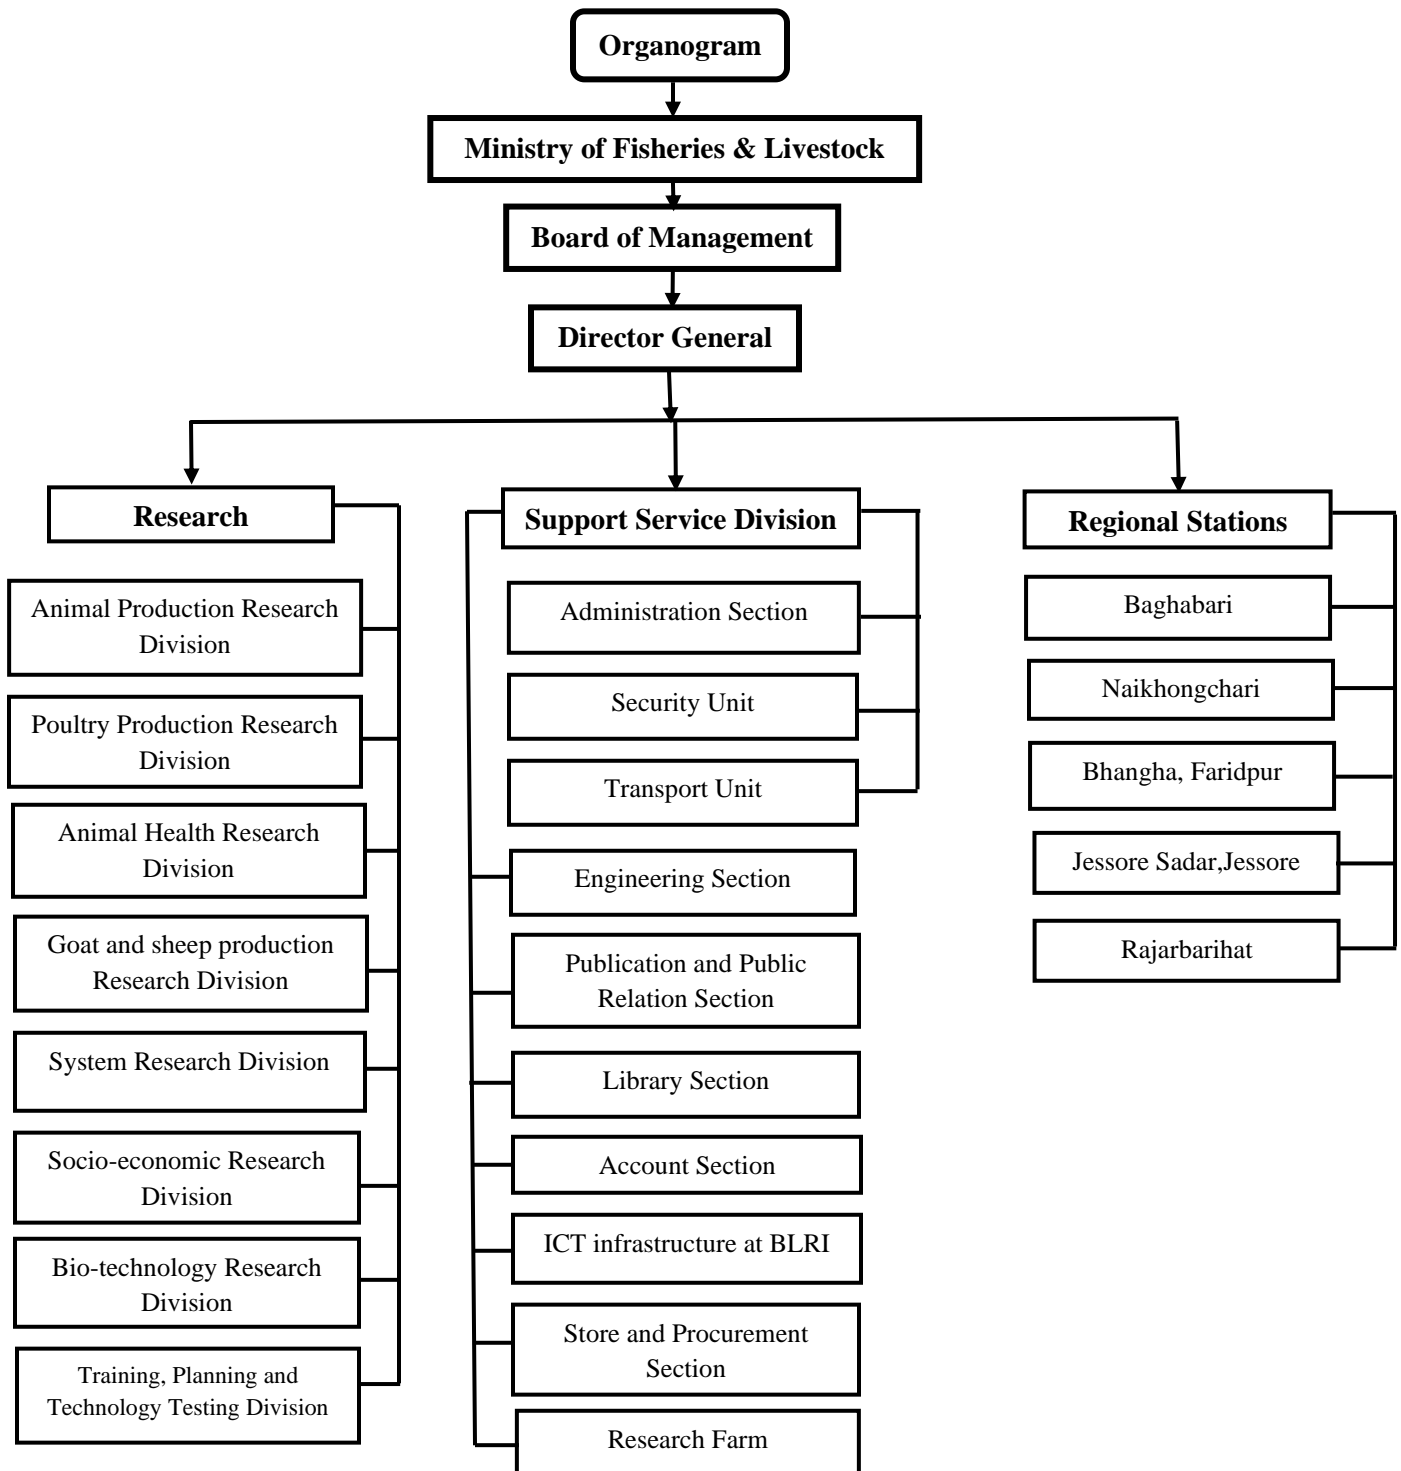 Organogram
Ministry of Fisheries & Livestock
Board of Management
Director General
Research
Animal Production Research
Division
Poultry Production Research
Division
Animal Health Research
Division
Goat and sheep production
Research Division
System Research Division
Socio-economic Research
Division
Bio-technology Research
Division
Training, Planning and
Technology Testing Division
Support Service Division
Administration Section
Security Unit
Transport Unit
Engineering Section
Publication and Public
Relation Section
Library Section
Account Section
ICT infrastructure at BLRI
Store and Procurement
Section
Research Farm
Regional Stations
Baghabari
Naikhongchari
Bhangha, Faridpur
Jessore Sadar,Jessore
Rajarbarihat